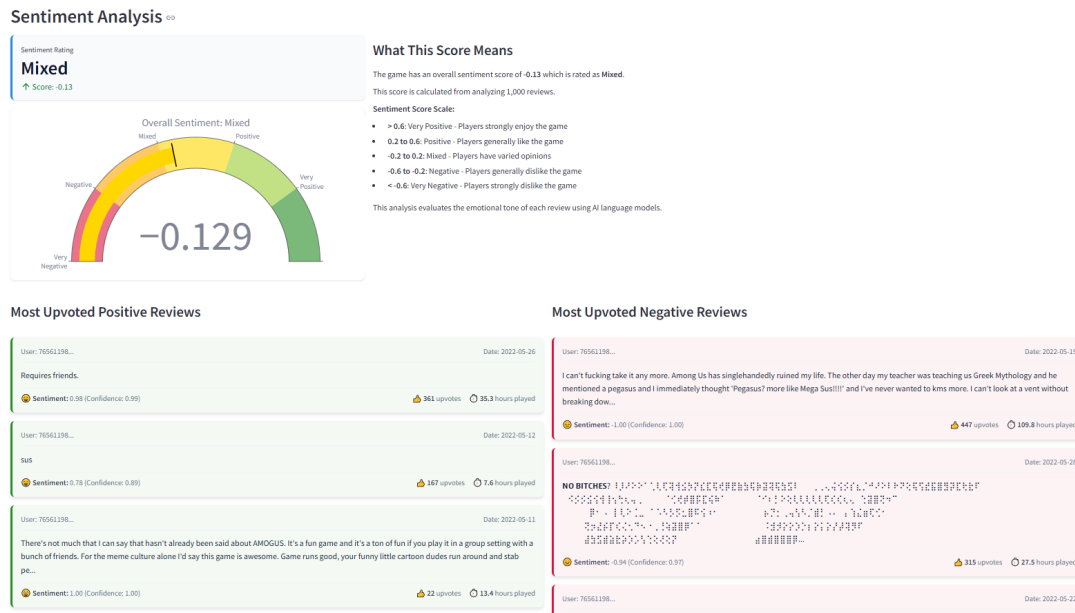 Sentiment Analysis
Sentiment Rating
Mixed
↑ Score: -0.13
Overall Sentiment: Mixed
Very Negative
Negative
Mixed
Positive
Very Positive
−0.129
What This Score Means
The game has an overall sentiment score of -0.13 which is rated as Mixed.
This score is calculated from analyzing 1,000 reviews.
Sentiment Score Scale:
• > 0.6: Very Positive - Players strongly enjoy the game
• 0.2 to 0.6: Positive - Players generally like the game
• -0.2 to 0.2: Mixed - Players have varied opinions
• -0.6 to -0.2: Negative - Players generally dislike the game
• < -0.6: Very Negative - Players strongly dislike the game
This analysis evaluates the emotional tone of each review using AI language models.
Most Upvoted Positive Reviews
User: 76561198...
Date: 2022-05-26
Requires friends.
Sentiment: 0.98 (Confidence: 0.99)
361 upvotes 35.3 hours played
User: 76561198...
Date: 2022-05-12
sus
Sentiment: 0.78 (Confidence: 0.89)
167 upvotes 7.6 hours played
User: 76561198...
Date: 2022-05-11
There's not much that I can say that hasn't already been said about AMOGUS. It's a fun game and it's a ton of fun if you play it in a group setting with a
bunch of friends. For the meme culture alone I'd say this game is awesome. Game runs good, your funny little cartoon dudes run around and stab
pe...
Sentiment: 1.00 (Confidence: 1.00)
22 upvotes 13.4 hours played
Most Upvoted Negative Reviews
User: 76561198...
Date: 2022-05-19
I can't fucking take it any more. Among Us has singlehandedly ruined my life. The other day my teacher was teaching us Greek Mythology and he
mentioned a pegasus and I immediately thought 'Pegasus? more like Mega Sus!!!!' and I've never wanted to kms more. I can't look at a vent without
breaking dow...
Sentiment: -1.00 (Confidence: 1.00)
447 upvotes 109.8 hours played
User: 76561198...
NO BITCHES?
Sentiment: -0.94 (Confidence: 0.97)
315 upvotes 27.5 hours played
User: 76561198...
Date: 2022-05-22